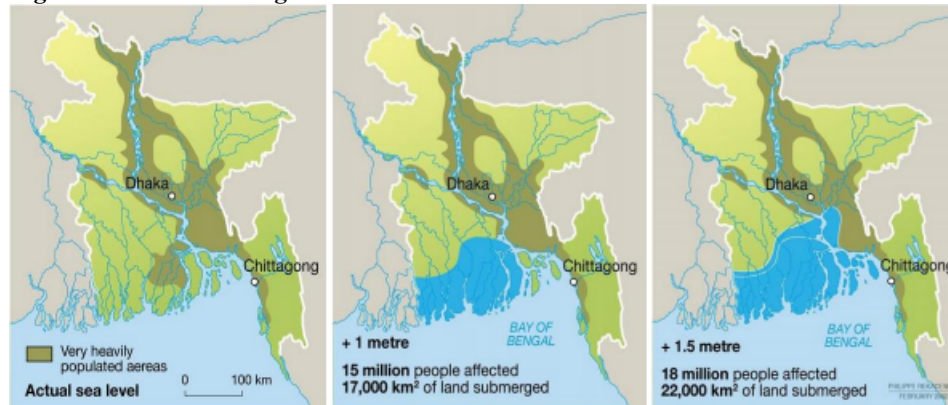 Dhaka
Chittagong
Very heavily
populated aereas
Actual sea level
0 100 km
Dhaka
Chittagong
BAY OF
BENGAL
+ 1 metre
15 million people affected
17,000 km² of land submerged
Dhaka
Chittagong
BAY OF
BENGAL
+ 1.5 metre
18 million people affected
22,000 km² of land submerged